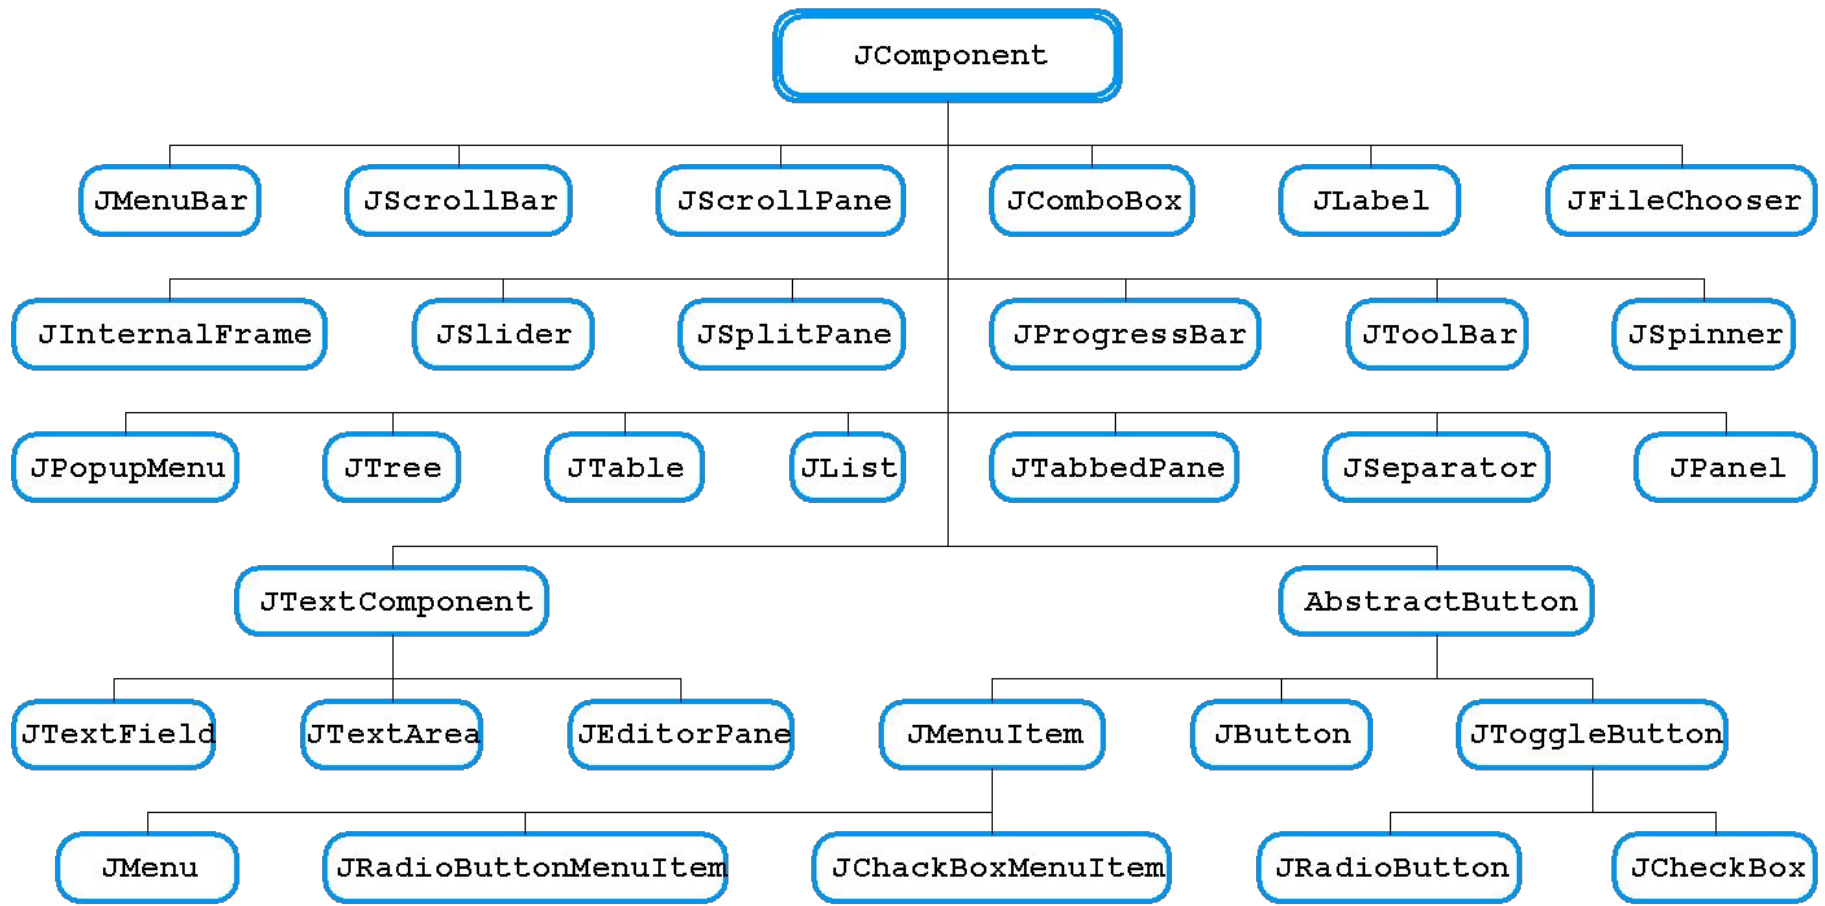 JComponent
JMenuBar JScrollBar JScrollPane JComboBox JLabel JFileChooser
JInternalFrame JSlider JSplitPane JProgressBar JToolBar JSpinner
JPopupMenu JTree JTable JList JTabbedPane JSeparator JPanel
JTextComponent AbstractButton
JTextField JTextArea JEditorPane JMenuItem JButton JToggleButton
JMenu JRadioButtonMenuItem JChackBoxMenuItem JRadioButton JCheckBox